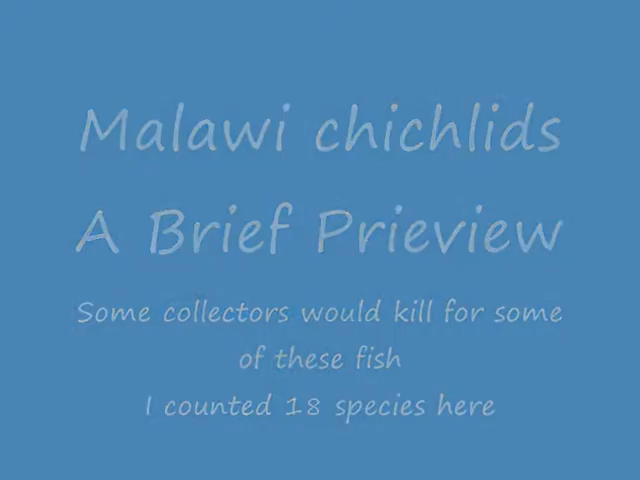 Malawi chichlids
A Brief Prieview
Some collectors would kill for some
of these fish
I counted 18 species here